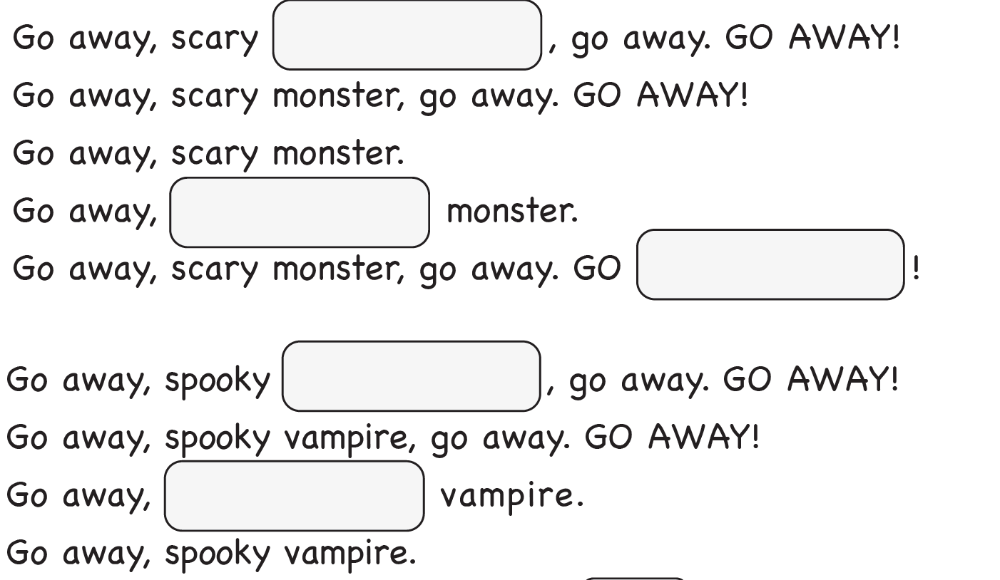 Go away, scary , go away. GO AWAY!
Go away, scary monster, go away. GO AWAY!
Go away, scary monster.
Go away, monster.
Go away, scary monster, go away. GO !
Go away, spooky , go away. GO AWAY!
Go away, spooky vampire, go away. GO AWAY!
Go away, vampire.
Go away, spooky vampire.